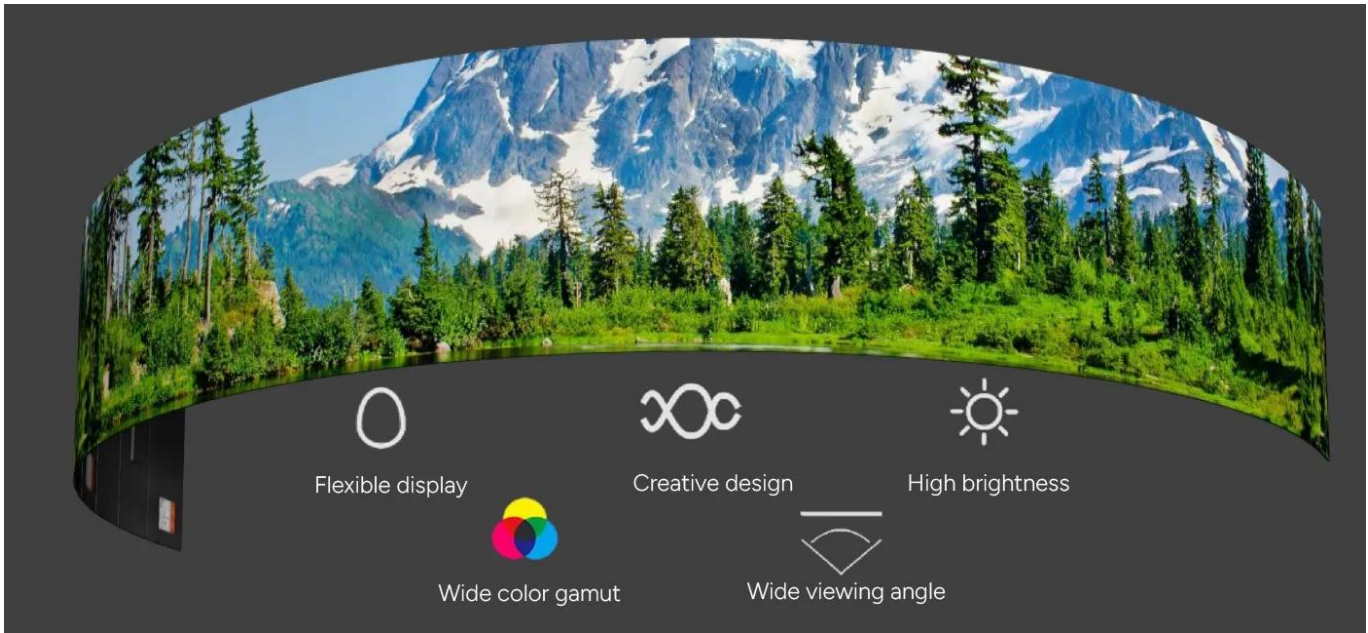 Flexible display
Creative design
High brightness
Wide color gamut
Wide viewing angle